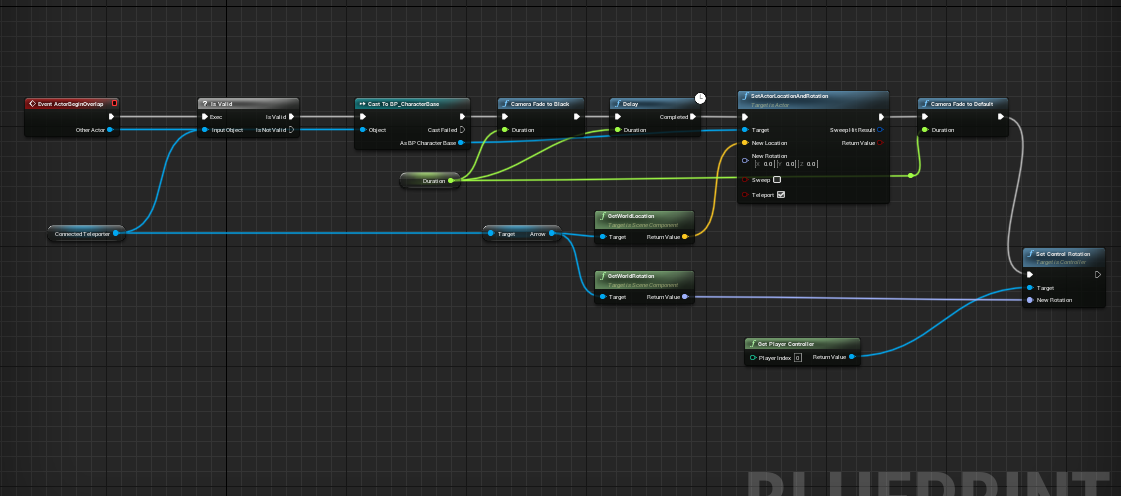 Event ActorBeginOverlap
Other Actor
Is Valid
Exec
Is Valid
Input Object
Is Not Valid
Cast To BP_CharacterBase
Object
Cast Failed
As BP Character Base
Camera Fade to Black
Duration
Delay
Completed
Duration
SetActorLocationAndRotation
Target is Actor
Target
Sweep Hit Result
New Location
Return Value
New Rotation
X 0.0 Y 0.0 Z 0.0
Sweep
Teleport
Camera Fade to Default
Duration
Duration
Connected Teleporter
Target
Arrow
GetWorldLocation
Target is Scene Component
Target
Return Value
GetWorldRotation
Target is Scene Component
Target
Return Value
Set Control Rotation
Target is Controller
Target
New Rotation
Get Player Controller
Player Index 0
Return Value
BLUEPRINT